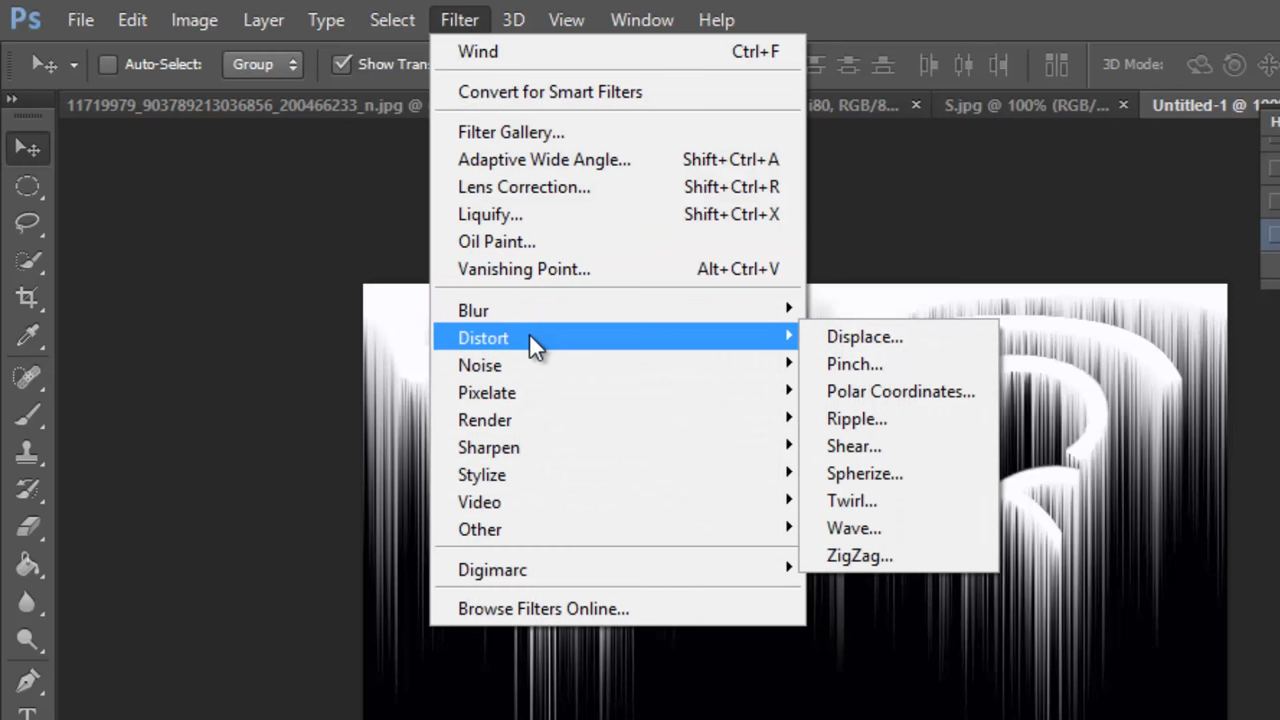 Ps File Edit Image Layer Type Select Filter 3D View Window Help
Auto-Select: Group Show Tran
3D Mode:
11719979_903789213036856_200466233_n.jpg @ i80, RGB/8... × S.jpg @ 100% (RGB/... × Untitled-1 @
Wind Ctrl+F
Convert for Smart Filters
Filter Gallery...
Adaptive Wide Angle... Shift+Ctrl+A
Lens Correction... Shift+Ctrl+R
Liquify... Shift+Ctrl+X
Oil Paint...
Vanishing Point... Alt+Ctrl+V
Blur
Distort
Noise
Pixelate
Render
Sharpen
Stylize
Video
Other
Digimarc
Browse Filters Online...
Displace...
Pinch...
Polar Coordinates...
Ripple...
Shear...
Spherize...
Twirl...
Wave...
ZigZag...